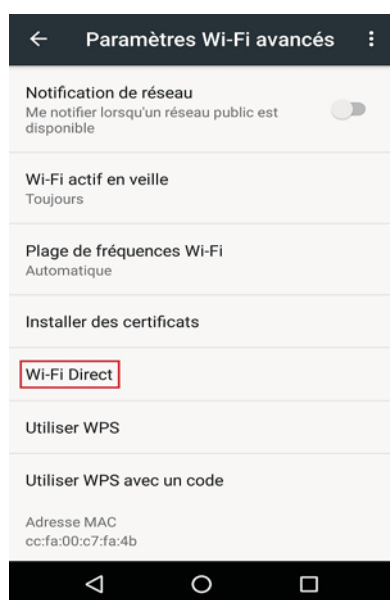 Paramètres Wi-Fi avancés
Notification de réseau
Me notifier lorsqu'un réseau public est
disponible
Wi-Fi actif en veille
Toujours
Plage de fréquences Wi-Fi
Automatique
Installer des certificats
Wi-Fi Direct
Utiliser WPS
Utiliser WPS avec un code
Adresse MAC
cc:fa:00:c7:fa:4b